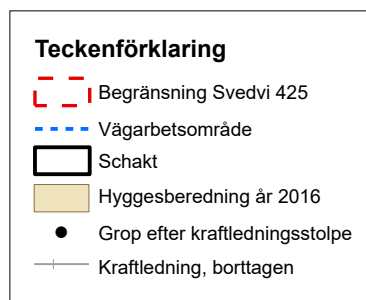 Teckenförklaring
Begränsning Svedvi 425
Vägarbetsområde
Schakt
Hyggesberedning år 2016
Grop efter kraftledningsstolpe
Kraftledning, borttagen